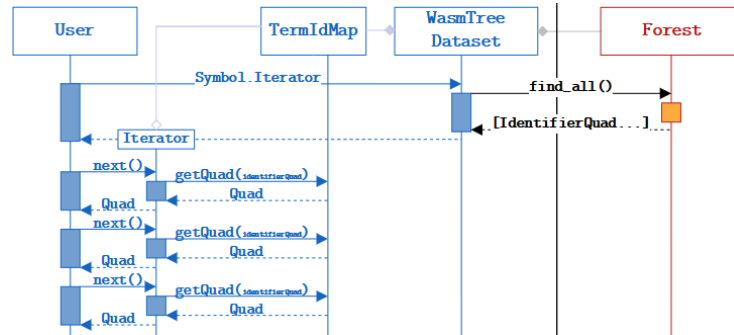 User
TermIdMap
WasmTree
Dataset
Forest
Symbol.Iterator
find_all()
[IdentifierQuad...]
Iterator
next()
getQuad(identifierQuad)
Quad
Quad
next()
getQuad(identifierQuad)
Quad
Quad
next()
getQuad(identifierQuad)
Quad
Quad